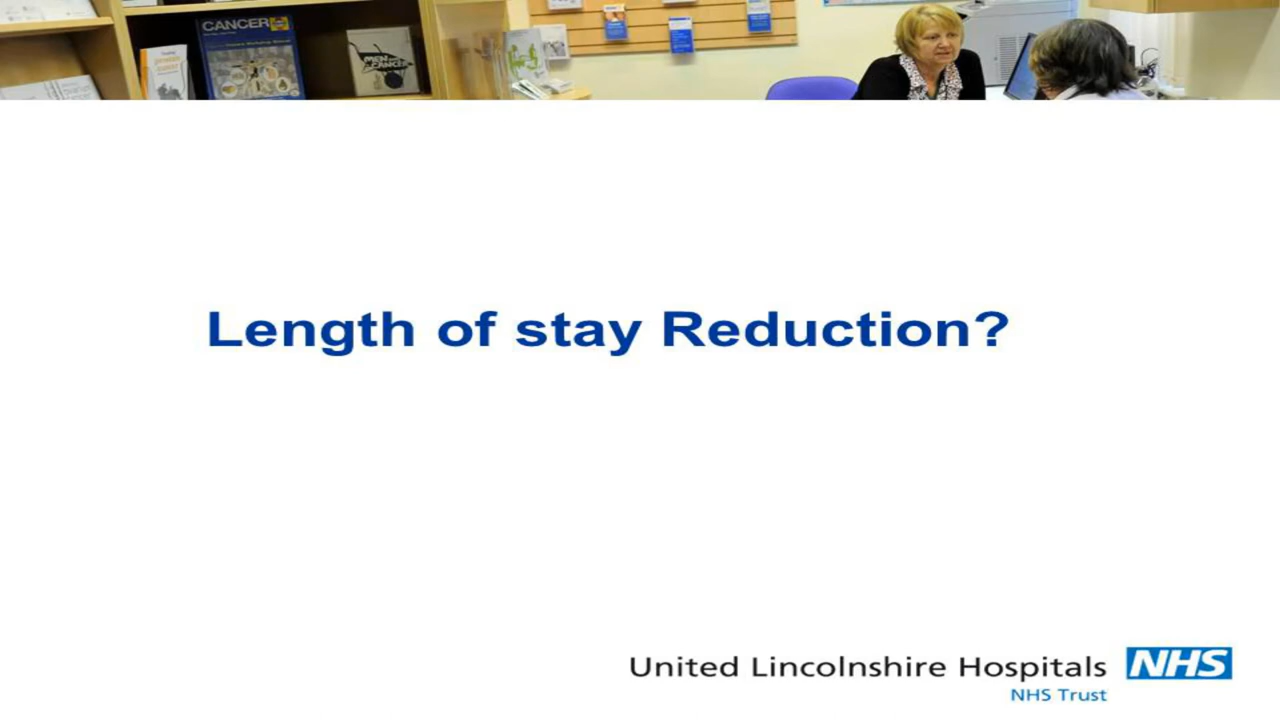 CANCER
MEN
CANCER
Length of stay Reduction?
United Lincolnshire Hospitals NHS
NHS Trust